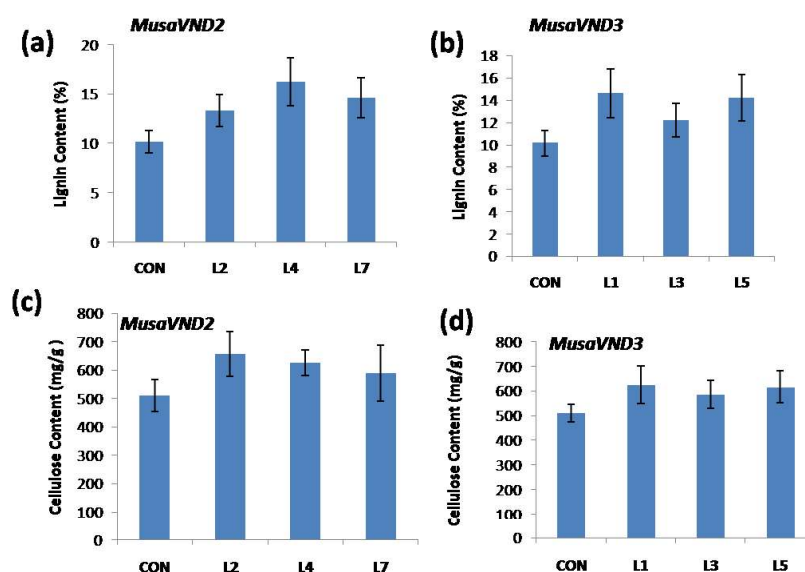 (a)
MusaVND2
Lignin Content (%)
20
15
10
5
0
CON L2 L4 L7
(b)
MusaVND3
Lignin Content (%)
18
16
14
12
10
8
6
4
2
0
CON L1 L3 L5
(c)
MusaVND2
Cellulose Content (mg/g)
800
700
600
500
400
300
200
100
0
CON L2 L4 L7
(d)
MusaVND3
Cellulose Content (mg/g)
800
700
600
500
400
300
200
100
0
CON L1 L3 L5